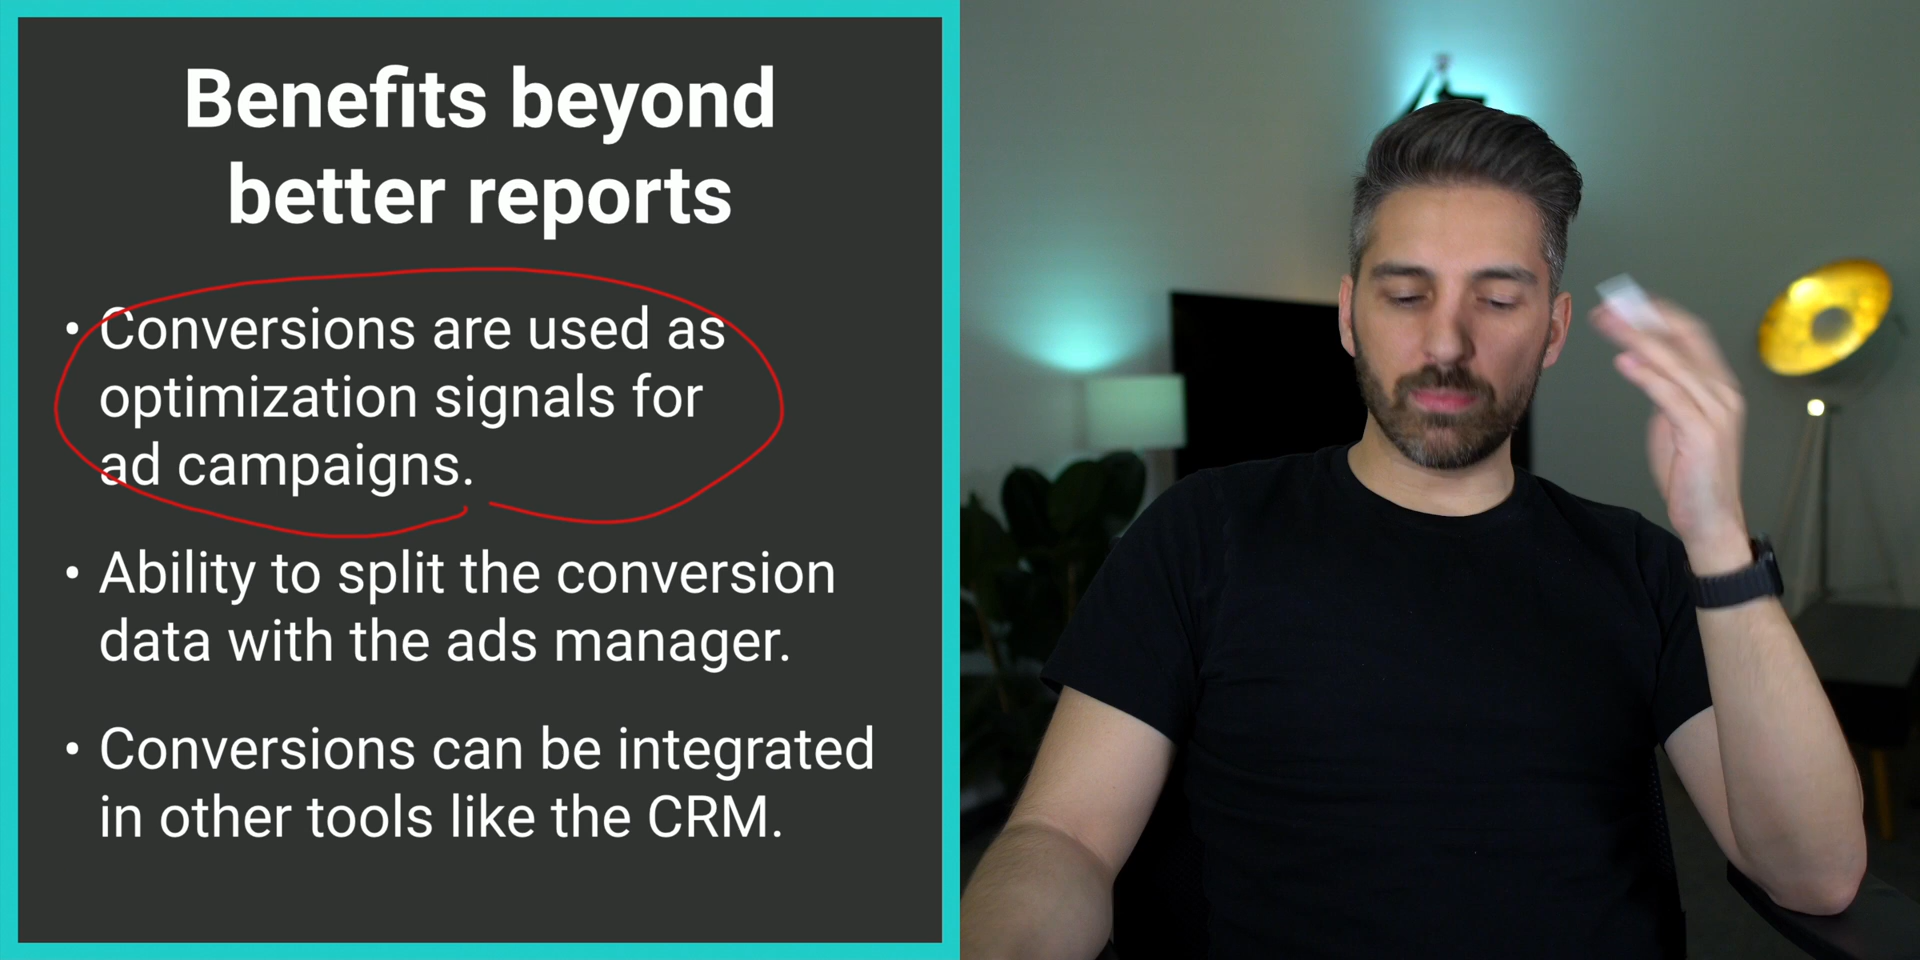 Benefits beyond
better reports
• Conversions are used as
optimization signals for
ad campaigns.
• Ability to split the conversion
data with the ads manager.
• Conversions can be integrated
in other tools like the CRM.